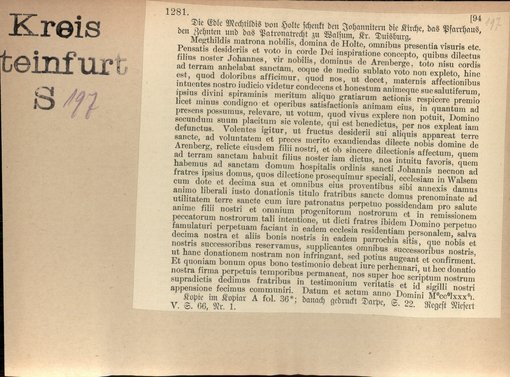 Kreis
teinfurt
S 197
1281. [94
197
Die Edle Mechtildis von Holte schenkt den Johannitern die Kirche, das Pfarrhaus,
den Zehnten und das Patronatrecht zu Walsum, Kr. Duisburg.
Megthildis matrona nobilis, domina de Holte, omnibus presentia visuris etc.
Pensatis desideriis et voto in corde Dei inspiratione concepto, quibus dilectus
filius noster Johannes, vir nobilis, dominus de Arenberge, toto nisu cordis
ad terram anhelabat sanctam, eoque de medio sublato voto non expleto, hinc
est, quod doloribus afficimur, quod nos, ut decet, maternis affectionibus
intuentes nostro iudicio videtur condecens et honestum animeque sue salutiferum,
ipsius divini spiraminis meritum aliquo gratiarum actionis respicere premio
licet minus condigno et operibus satisfactionis animam eius, in quantum ad
presens possumus, relevare, ut votum, quod vivus explere non potuit, Domino
secundum suum placitum sie volente, qui est benedictus, per nos expleat iam
defunctus. Volentes igitur, ut fructus desiderii sui aliquis appareat terre
sancte, ad voluntatem et preces merito exaudiendas dilecte nobis domine de
Arenberg, relicte eiusdem filii nostri, et ob sincere dilectionis affectum, quem
ad terram sanctam habuit filius noster iam dictus, nos intuitu favoris, quem
habemus ad sanctam domum hospitalis ordinis sancti Johannis necnon ad
fratres ipsius domus, quos dilectione prosequimur speciali, ecclesiam in Walsem
cum dote et decima sua et omnibus eius proventibus sibi annexis damus
animo liberali iusto donationis titulo fratribus sancte domus prenominate ad
utilitatem terre sancte cum iure patronatus perpetuo possidendam pro salute
anime filii nostri et omnium progenitorum nostrorum et in remissionem
peccatorum nostrorum tali intentione, ut dicti fratres ibidem Domino perpetuo
famulaturi perpetuam faciant in eadem ecclesia residentiam personalem, salva
decima nostra et aliis bonis nostris in eadem parrochia sitis, que nobis et
nostris successoribus reservamus, supplicantes omnibus successoribus nostris,
ut hanc donationem nostram non infringant, sed potius augeant et confirment.
Et quoniam bonum opus bono testimonio debeat iure perhennari, ut hec donatio
nostra firma perpetuis temporibus permaneat, nos super hoc scriptum nostrum
supradictis dedimus fratribus in testimonium veritatis et id sigilli nostri
appensione fecimus communiri. Datum et actum anno Domini MºCCºlxxxºi.
Kopie im Kopiar A fol. 36ᵛ; danach gedruckt Darpe, S. 22. Regest Niesert
V. S. 66, Nr. 1.